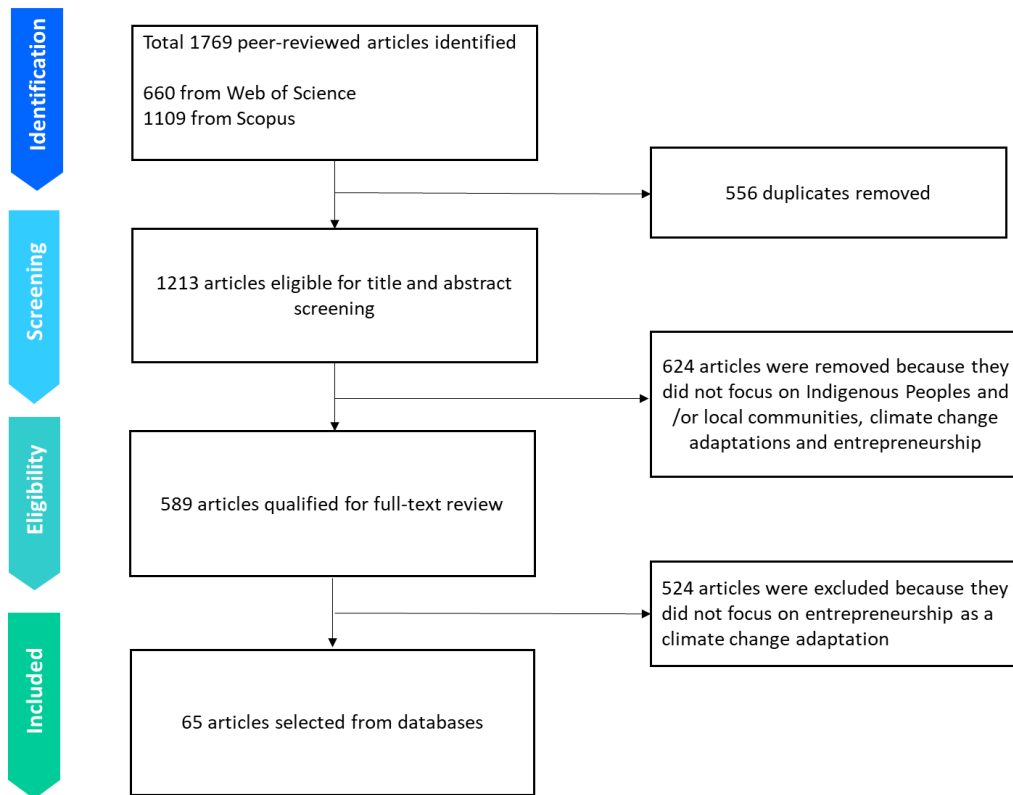 Identification
Total 1769 peer-reviewed articles identified
660 from Web of Science
1109 from Scopus
556 duplicates removed
Screening
1213 articles eligible for title and abstract
screening
624 articles were removed because they
did not focus on Indigenous Peoples and
/or local communities, climate change
adaptations and entrepreneurship
Eligibility
589 articles qualified for full-text review
524 articles were excluded because they
did not focus on entrepreneurship as a
climate change adaptation
Included
65 articles selected from databases